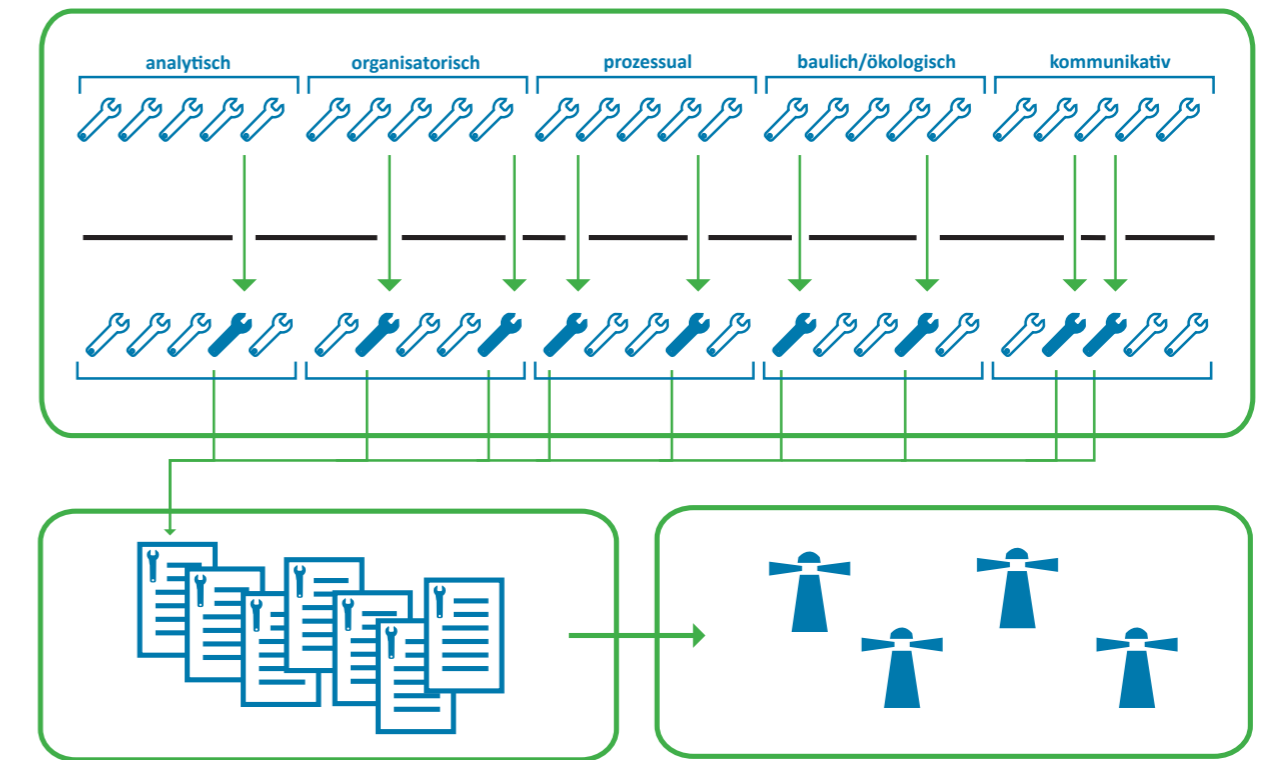 analytisch
organisatorisch
prozessual
baulich/ökologisch
kommunikativ